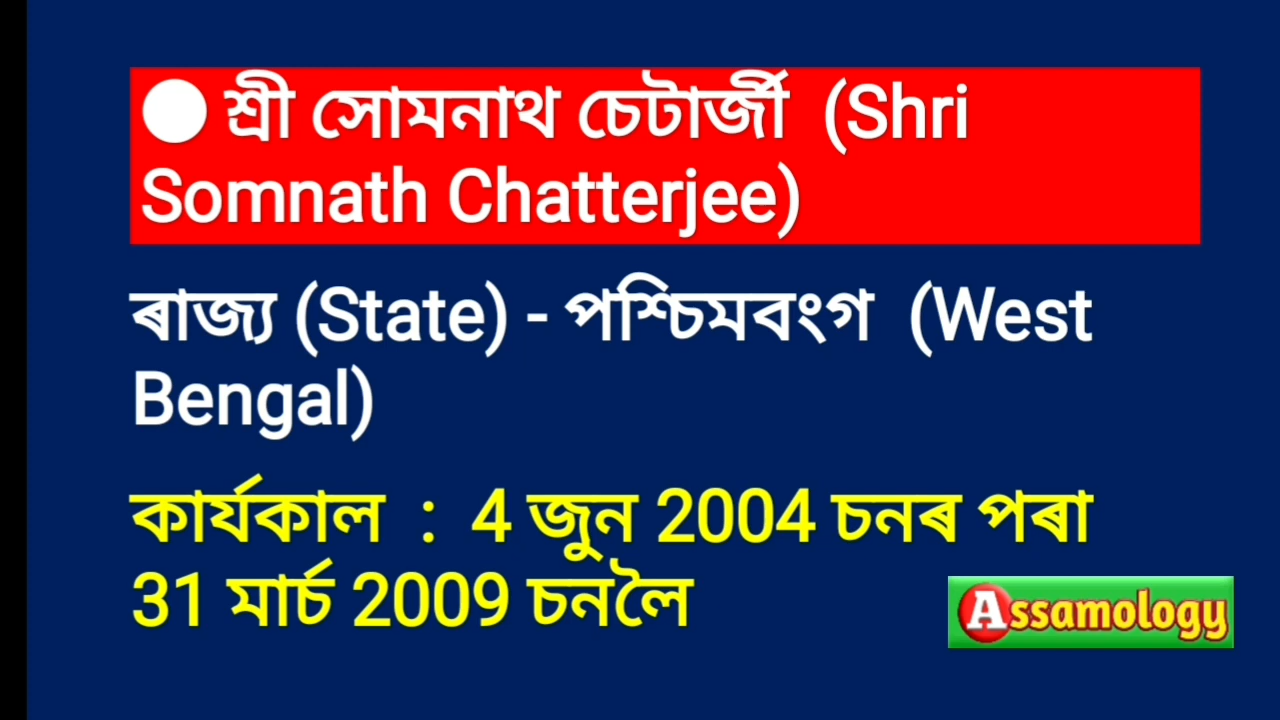 শ্ৰী সোমনাথ চেটাৰ্জী (Shri
Somnath Chatterjee)
ৰাজ্য (State) - পশ্চিমবংগ (West
Bengal)
কাৰ্যকাল : 4 জুন 2004 চনৰ পৰা
31 মাৰ্চ 2009 চনলৈ
Assamology